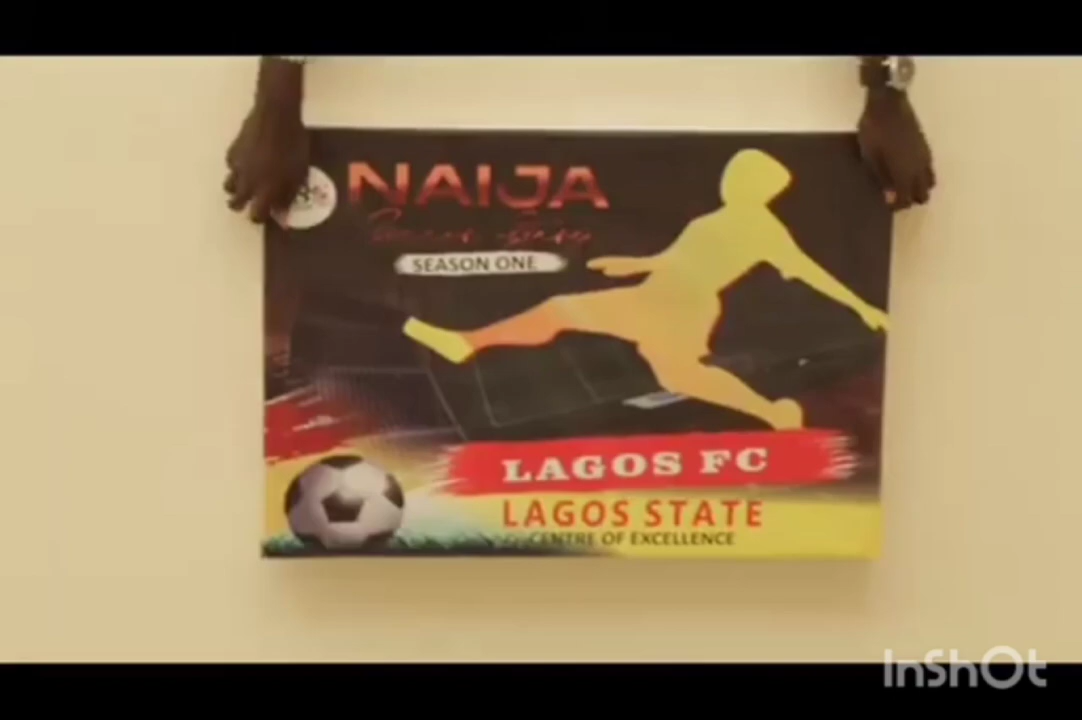 NAIJA
SEASON ONE
LAGOS FC
LAGOS STATE
CENTRE OF EXCELLENCE
InShOt